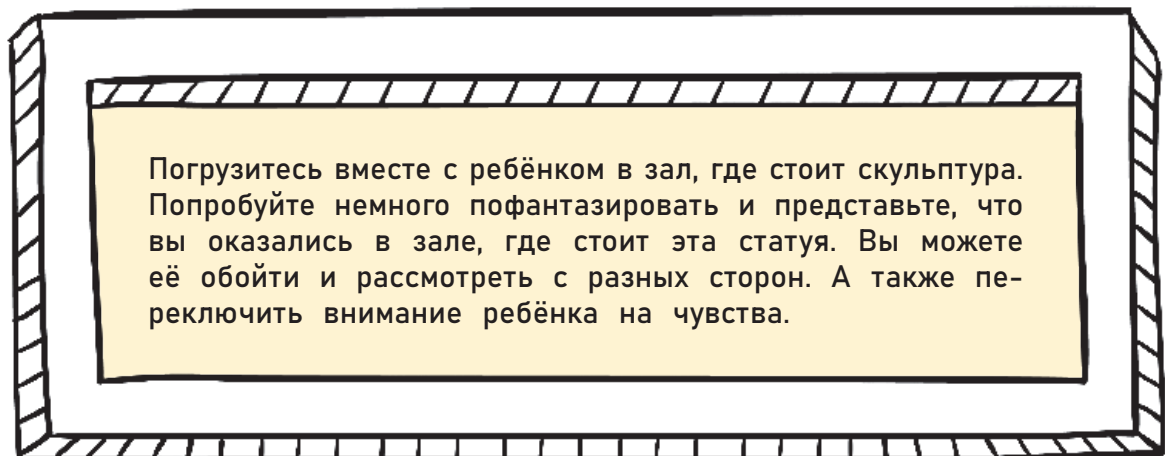 Погрузитесь вместе с ребёнком в зал, где стоит скульптура.
Попробуйте немного пофантазировать и представьте, что
вы оказались в зале, где стоит эта статуя. Вы можете
её обойти и рассмотреть с разных сторон. А также пе-
реключить внимание ребёнка на чувства.